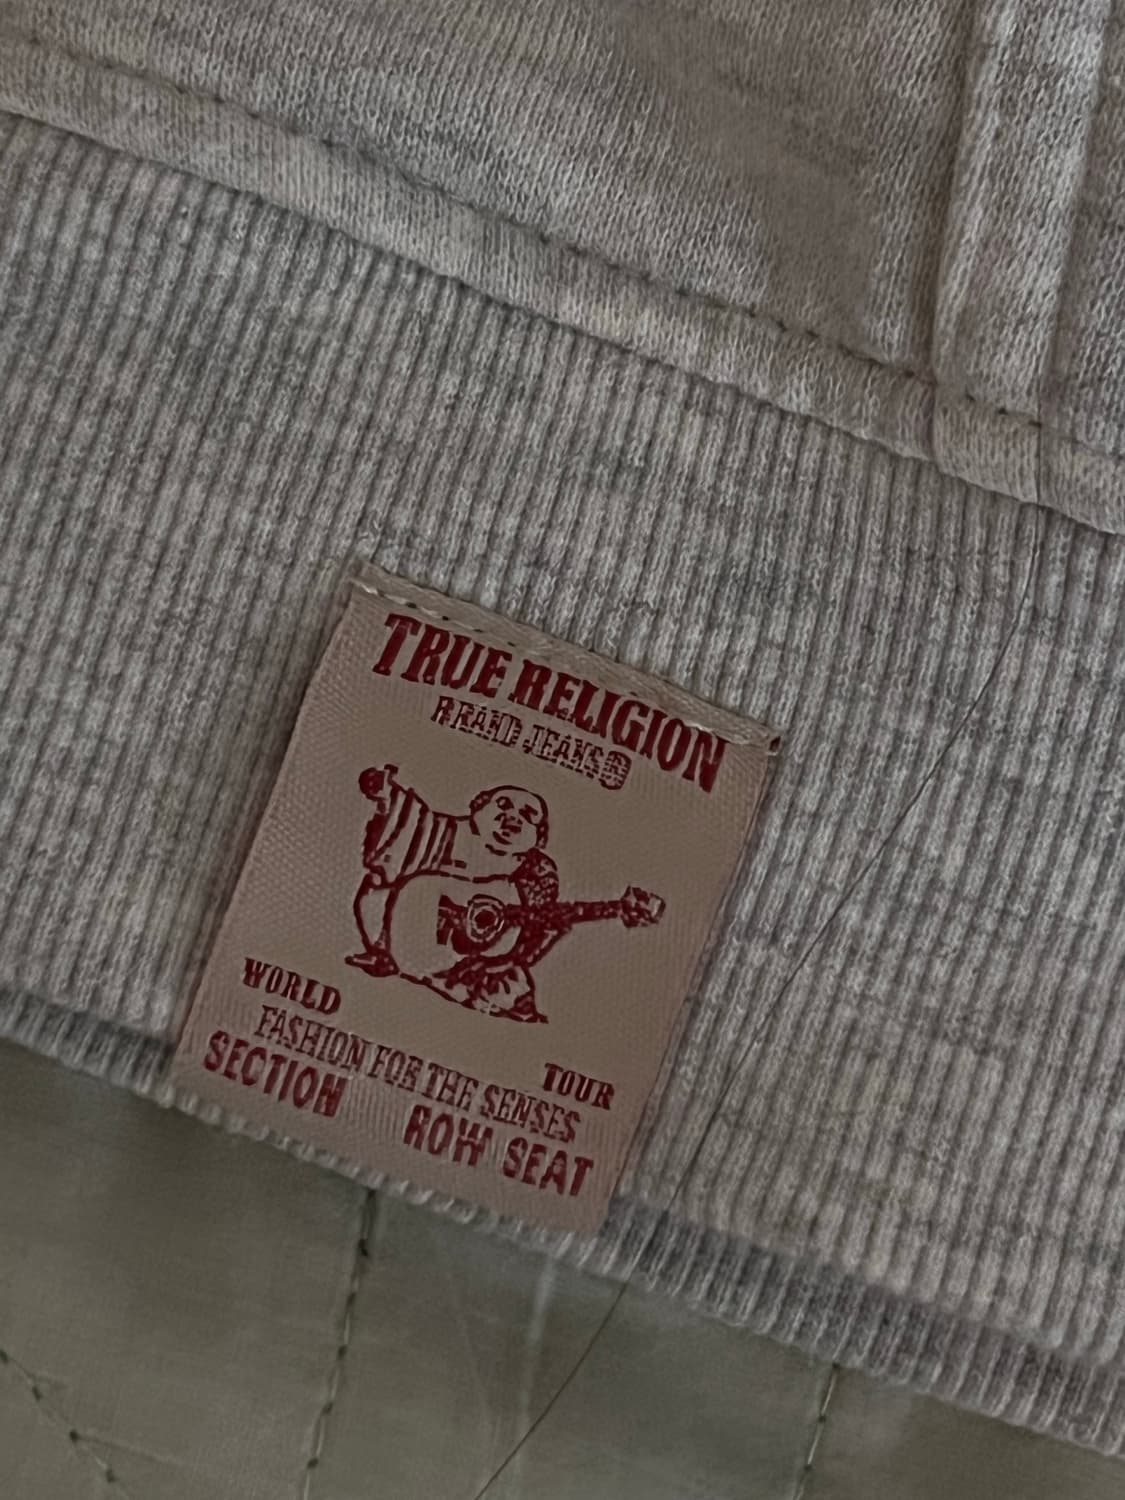 TRUE RELIGION
BRAND JEANS®
WORLD TOUR
FASHION FOR THE SENSES
SECTION ROW SEAT